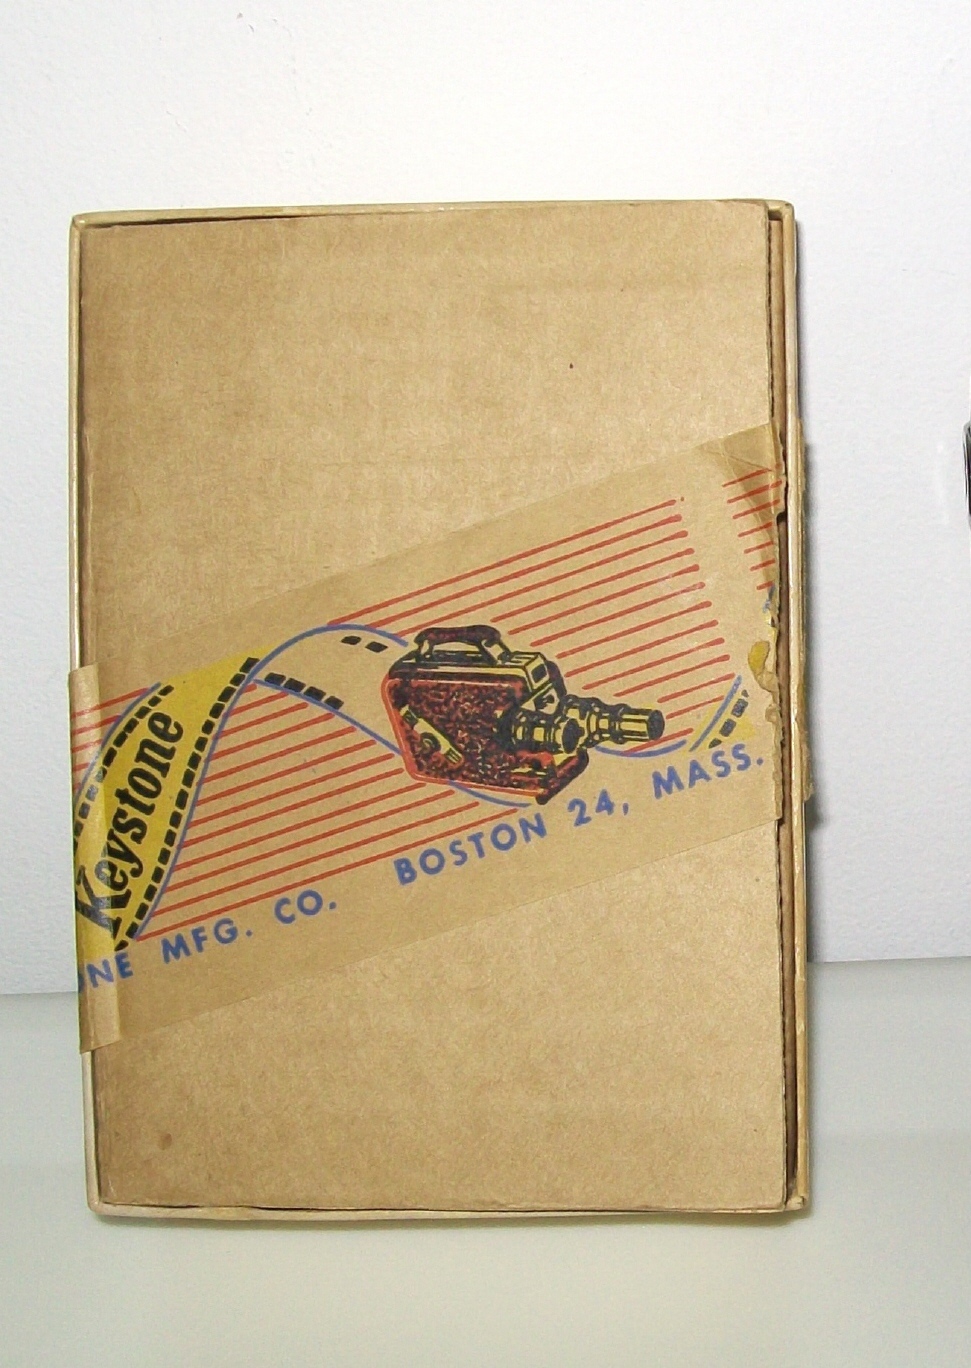 Keystone
ONE MFG. CO. BOSTON 24, MASS.